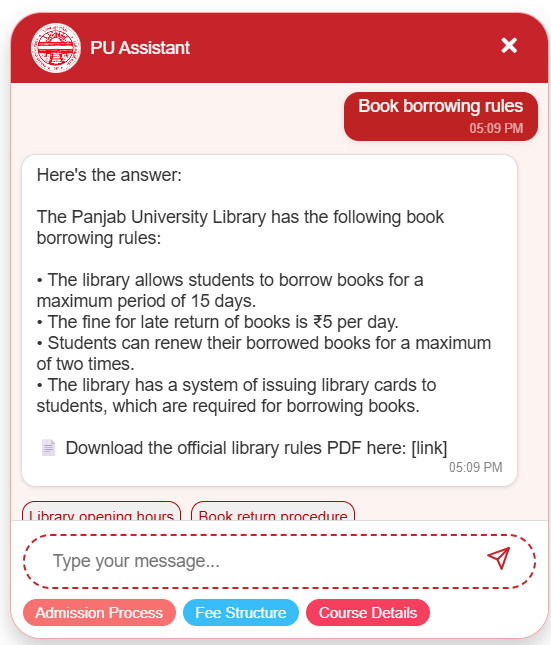 PU Assistant
Book borrowing rules
05:09 PM
Here's the answer:
The Panjab University Library has the following book
borrowing rules:
• The library allows students to borrow books for a
maximum period of 15 days.
• The fine for late return of books is ₹5 per day.
• Students can renew their borrowed books for a maximum
of two times.
• The library has a system of issuing library cards to
students, which are required for borrowing books.
Download the official library rules PDF here: [link]
05:09 PM
Library opening hours
Book return procedure
Type your message...
Admission Process
Fee Structure
Course Details